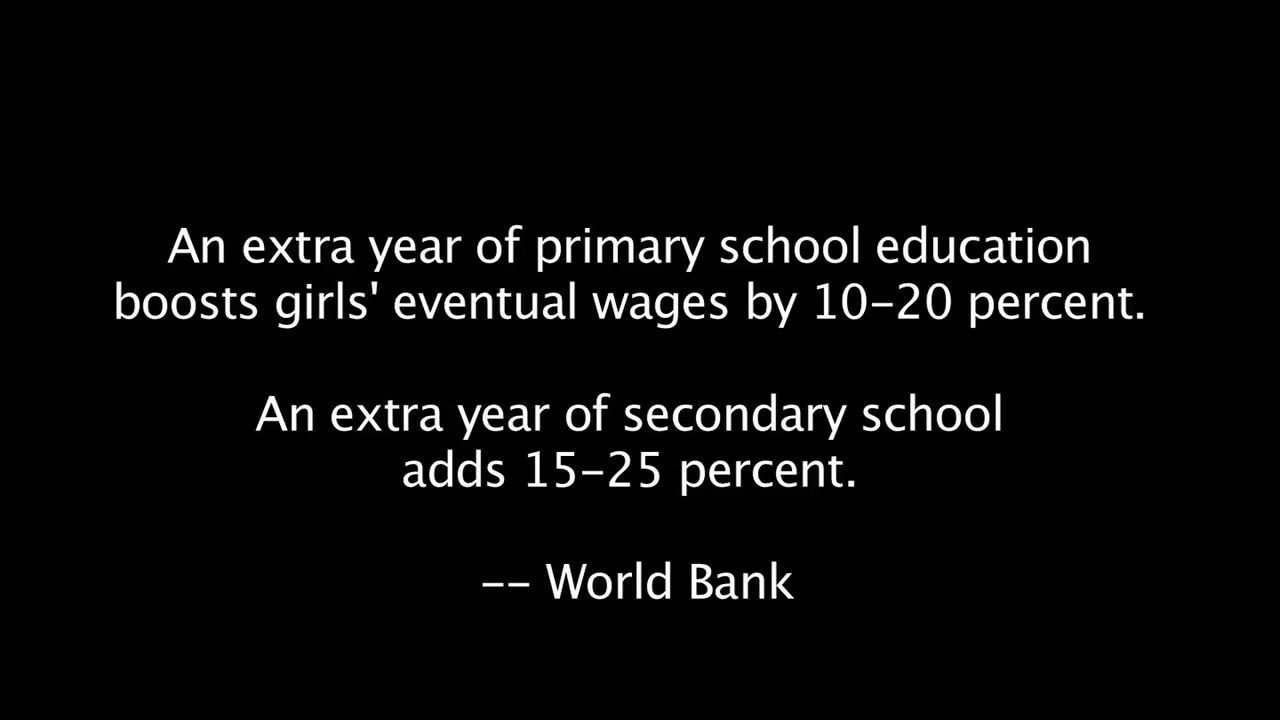 An extra year of primary school education
boosts girls' eventual wages by 10-20 percent.
An extra year of secondary school
adds 15-25 percent.
-- World Bank